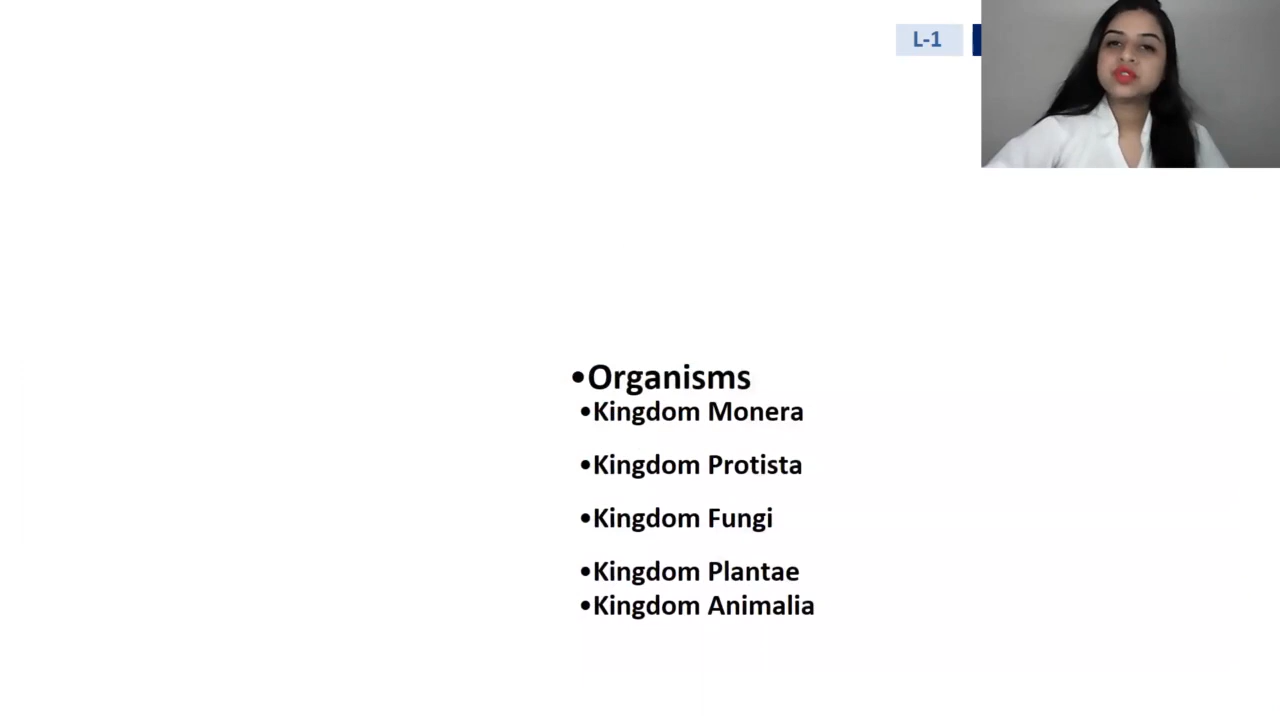 L-1
•Organisms
•Kingdom Monera
•Kingdom Protista
•Kingdom Fungi
•Kingdom Plantae
•Kingdom Animalia